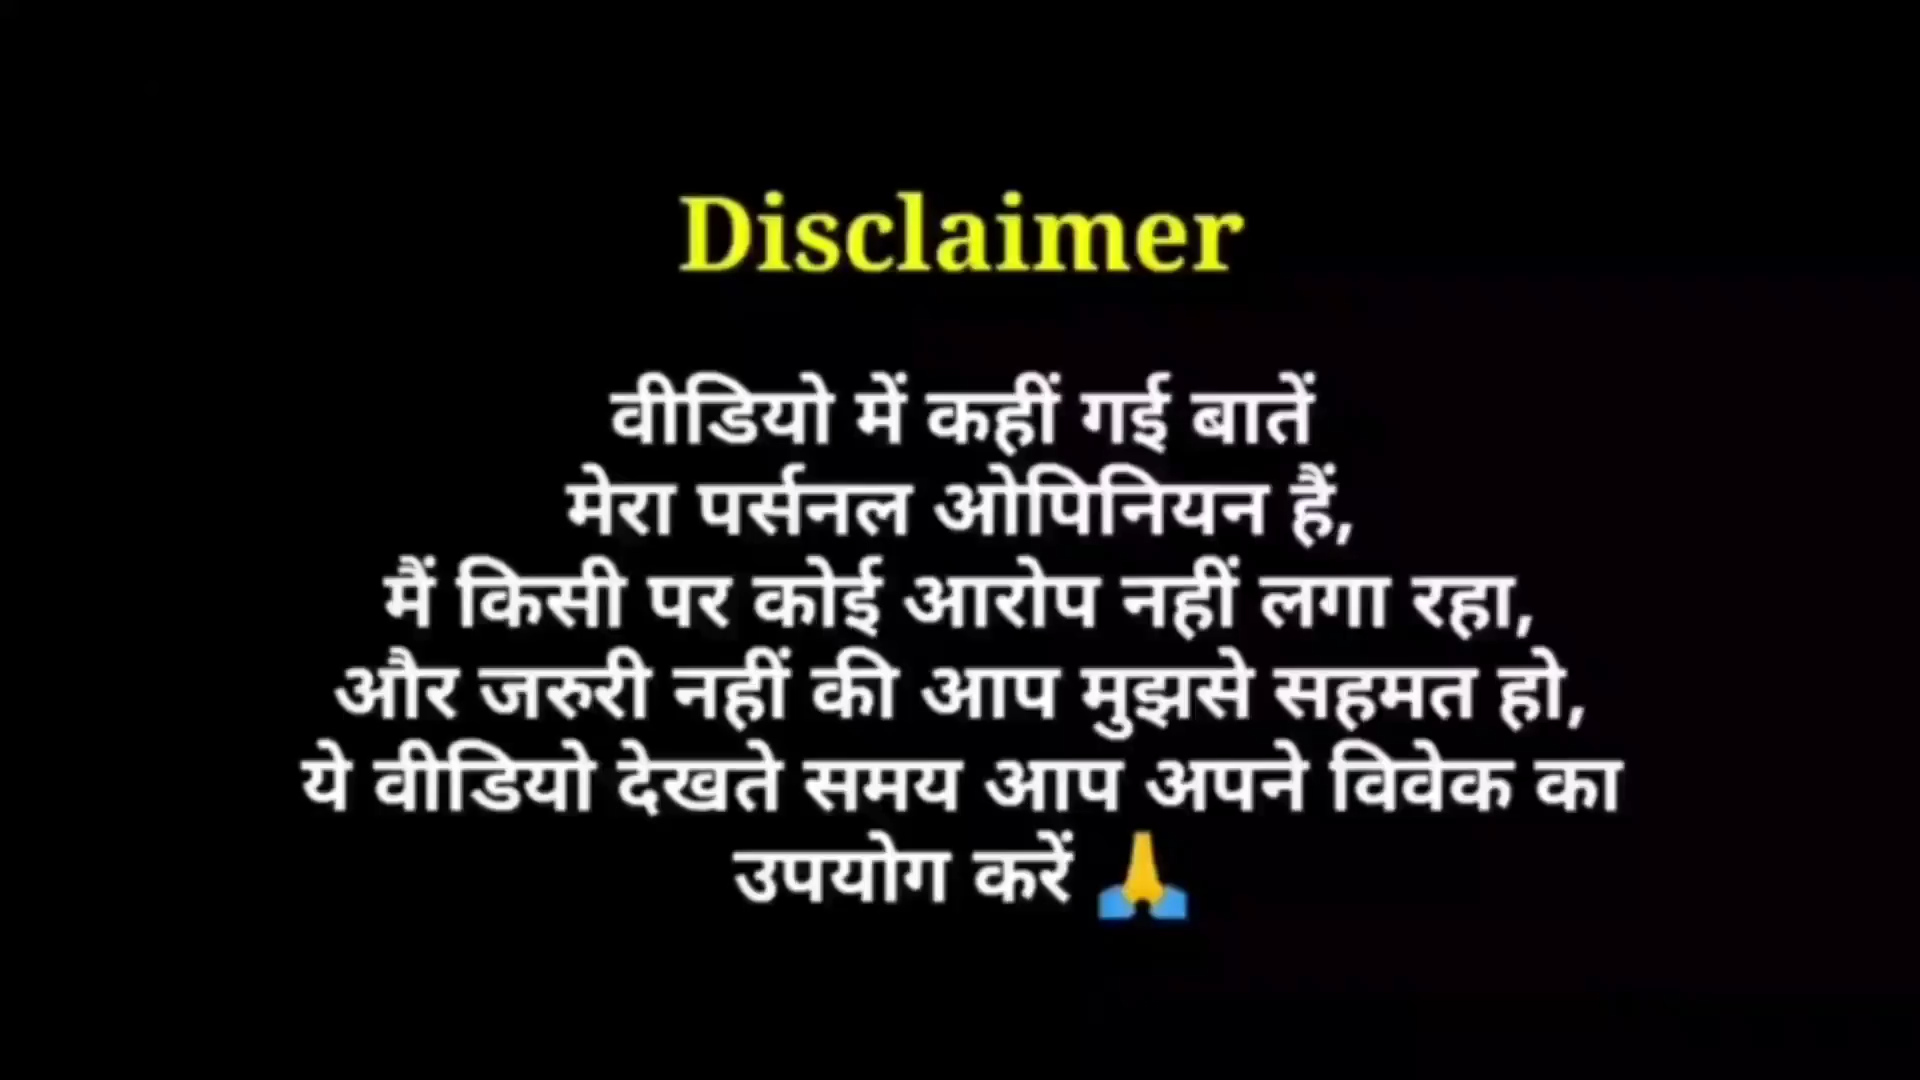 Disclaimer
वीडियो में कहीं गई बातें
मेरा पर्सनल ओपिनियन हैं,
मैं किसी पर कोई आरोप नहीं लगा रहा,
और जरुरी नहीं की आप मुझसे सहमत हो,
ये वीडियो देखते समय आप अपने विवेक का
उपयोग करें 🙏